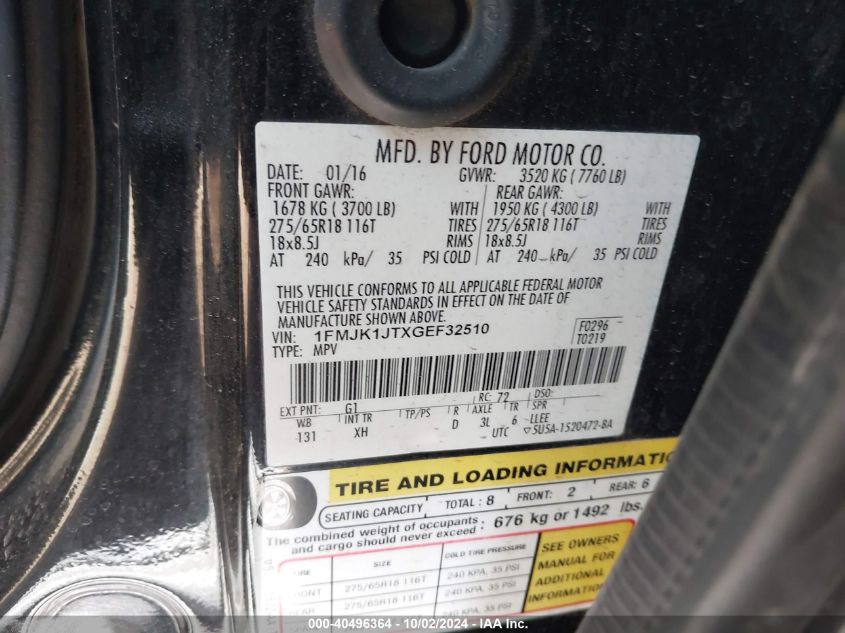 MFD. BY FORD MOTOR CO.
DATE: 01/16 GVWR: 3520 KG ( 7760 LB)
FRONT GAWR: REAR GAWR:
1678 KG ( 3700 LB) WITH 1950 KG ( 4300 LB) WITH
275/65R18 116T TIRES 275/65R18 116T TIRES
18x8.5J RIMS 18x8.5J RIMS
AT 240 kPa/ 35 PSI COLD AT 240 kPa/ 35 PSI COLD
THIS VEHICLE CONFORMS TO ALL APPLICABLE FEDERAL MOTOR
VEHICLE SAFETY STANDARDS IN EFFECT ON THE DATE OF
MANUFACTURE SHOWN ABOVE.
VIN: 1FMJK1JTXGEF32510 F0296
TYPE: MPV T0219
EXT PNT: G1 RC: 72 DSO:
WB INT TR TP/PS R AXLE TR SPR
131 XH D 3L 6 LLEE
UTC 5U5A-1520472-BA
TIRE AND LOADING INFORMATIO
SEATING CAPACITY TOTAL : 8 FRONT: 2 REAR: 6
The combined weight of occupants
and cargo should never exceed : 676 kg or 1492 lbs.
TIRE SIZE COLD TIRE PRESSURE SEE OWNERS
MANUAL FOR
ADDITIONAL
INFORMATION
FRONT 275/65R18 116T 240 KPA, 35 PSI
REAR 275/65R18 116T 240 KPA, 35 PSI
000-40496364 - 10/02/2024 - IAAI.com